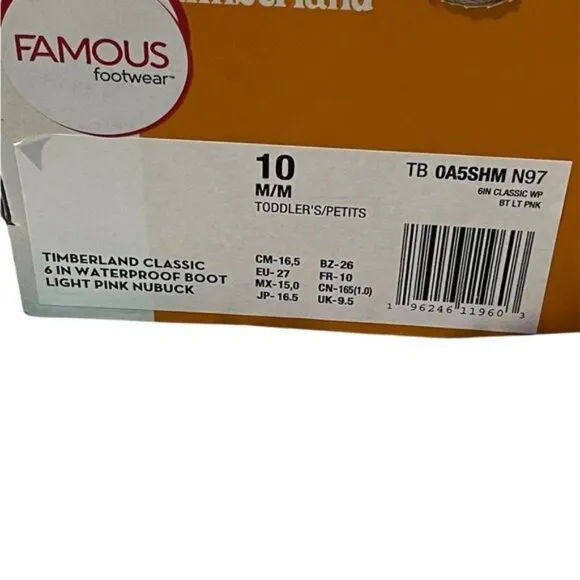 Timberland
FAMOUS
footwear™
10
M/M
TODDLER'S/PETITS
TB 0A5SHM N97
6IN CLASSIC WP
BT LT PNK
TIMBERLAND CLASSIC
6 IN WATERPROOF BOOT
LIGHT PINK NUBUCK
CM-16,5 BZ-26
EU- 27 FR-10
MX-15,0 CN-165(1.0)
JP- 16.5 UK-9.5
1 96246 11960 3